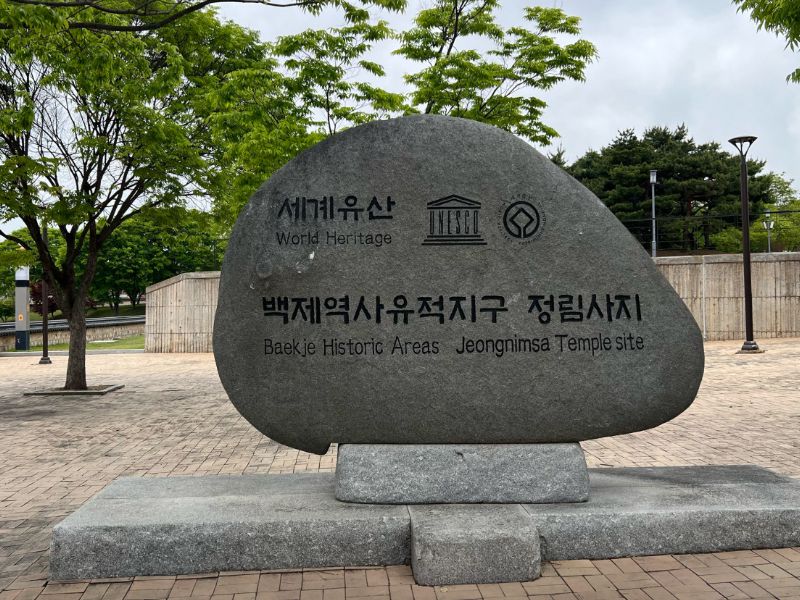 세계유산
World Heritage
UNESCO
백제역사유적지구 정림사지
Baekje Historic Areas Jeongnimsa Temple site